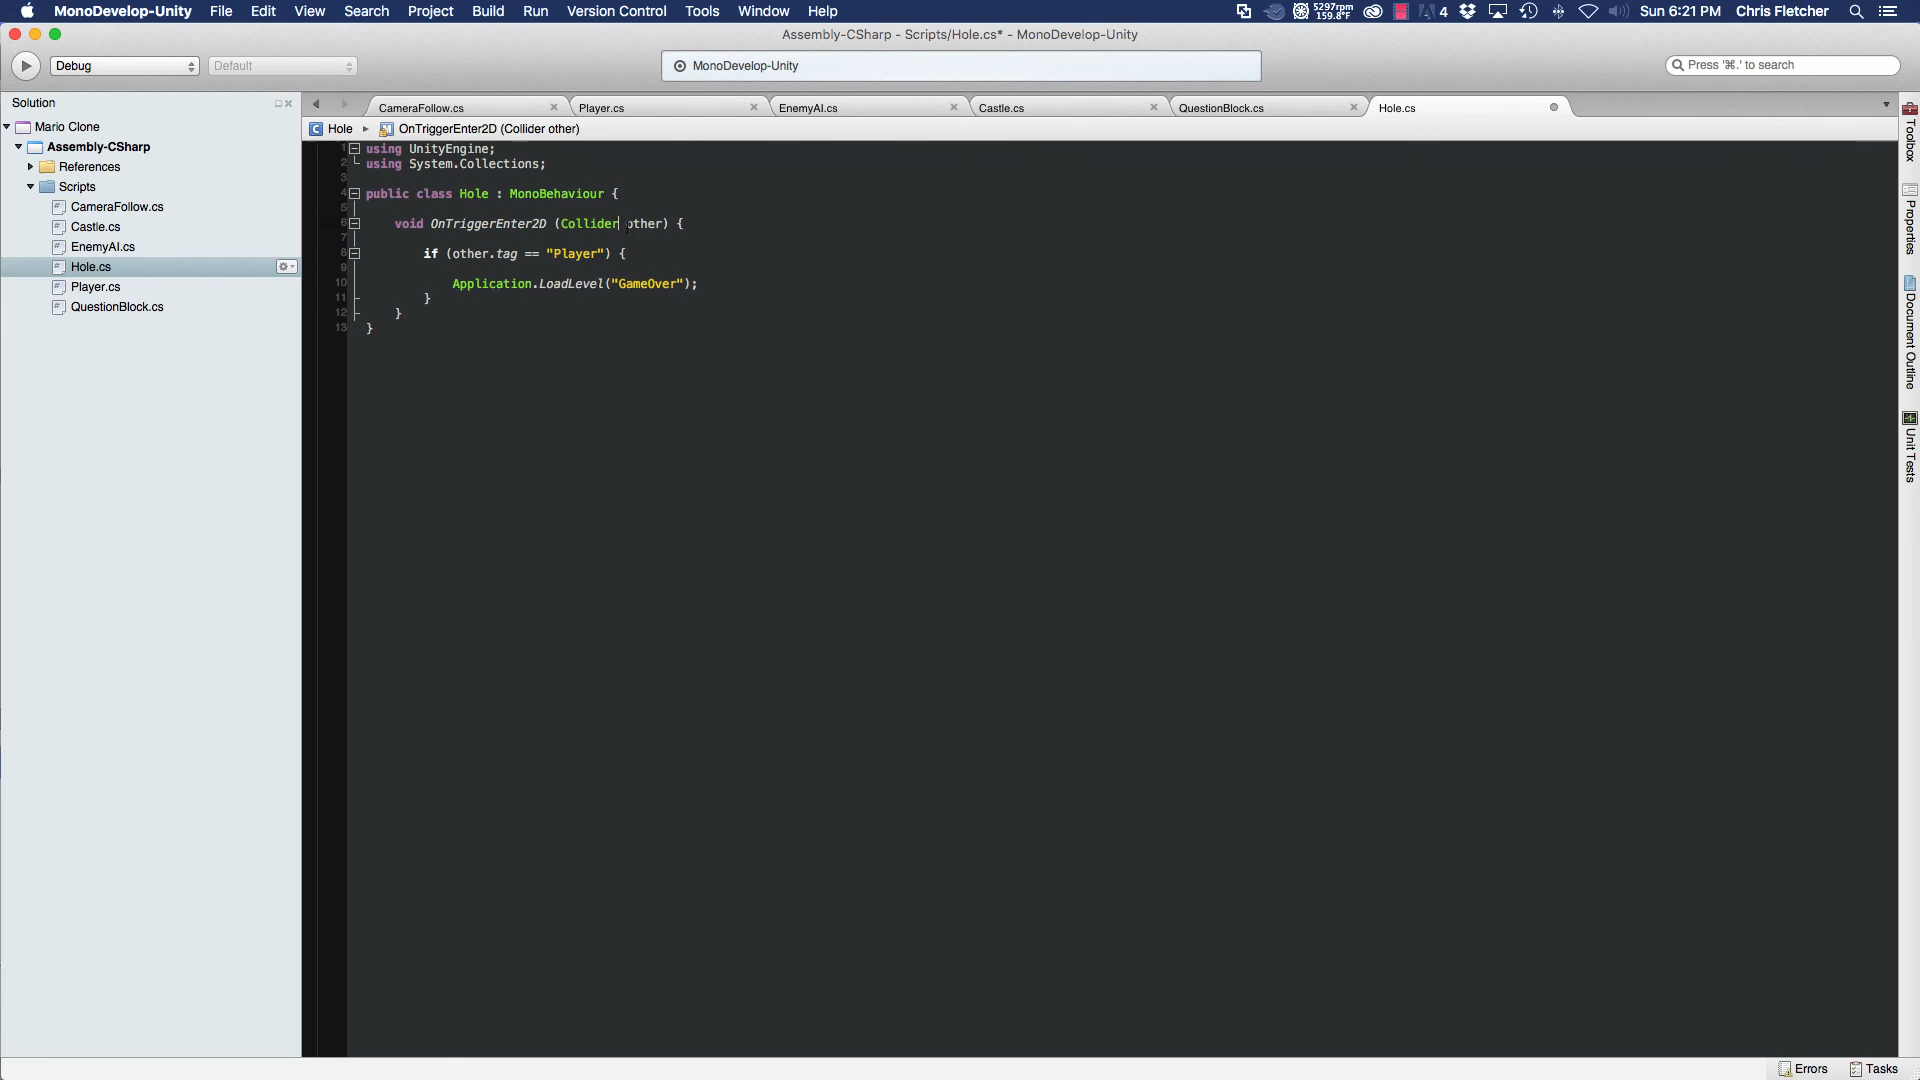 MonoDevelop-Unity File Edit View Search Project Build Run Version Control Tools Window Help 5297rpm 159.8°F 4 Sun 6:21 PM Chris Fletcher
Assembly-CSharp - Scripts/Hole.cs* - MonoDevelop-Unity
Debug Default MonoDevelop-Unity Press '⌘.' to search
Solution
CameraFollow.cs Player.cs EnemyAI.cs Castle.cs QuestionBlock.cs Hole.cs
Hole OnTriggerEnter2D (Collider other)
Mario Clone
Assembly-CSharp
References
Scripts
CameraFollow.cs
Castle.cs
EnemyAI.cs
Hole.cs
Player.cs
QuestionBlock.cs
1 using UnityEngine;
2 using System.Collections;
3
4 public class Hole : MonoBehaviour {
5
6 void OnTriggerEnter2D (Collider other) {
7
8 if (other.tag == "Player") {
9
10 Application.LoadLevel("GameOver");
11 }
12 }
13 }
Toolbox
Properties
Document Outline
Unit Tests
Errors Tasks